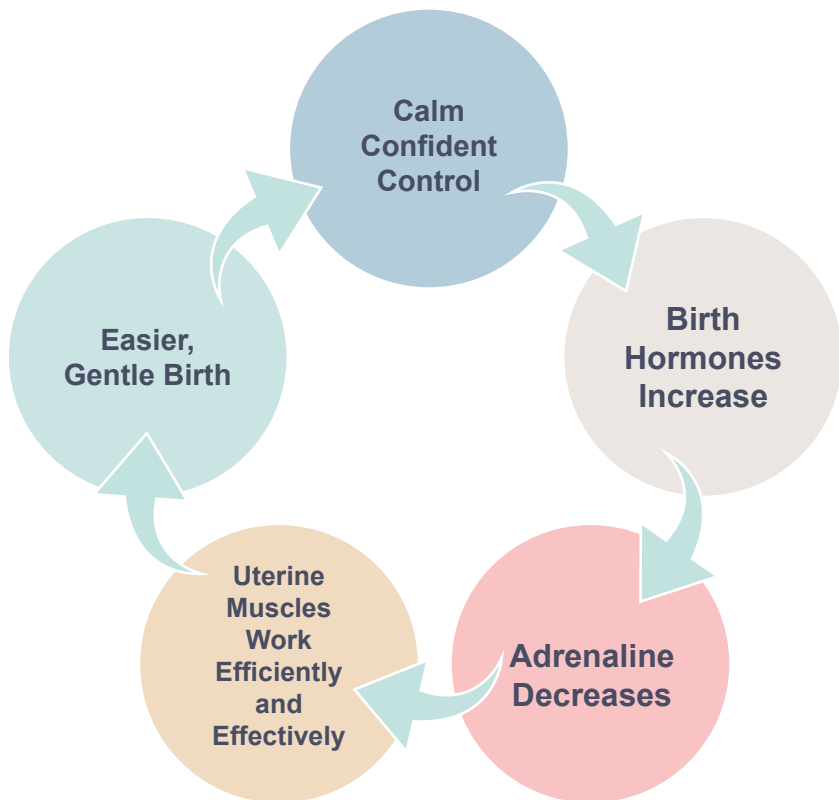 Calm
Confident
Control
Birth
Hormones
Increase
Adrenaline
Decreases
Uterine
Muscles
Work
Efficiently
and
Effectively
Easier,
Gentle Birth